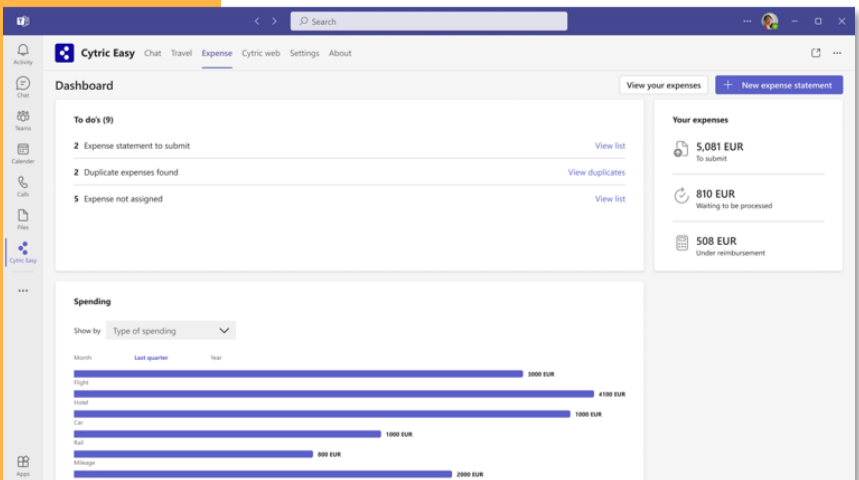 Search
Activity
Chat
Teams
Calender
Calls
Files
Cytric Easy
Apps
Cytric Easy Chat Travel Expense Cytric web Settings About
Dashboard
View your expenses
+ New expense statement
To do's (9)
2 Expense statement to submit View list
2 Duplicate expenses found View duplicates
5 Expense not assigned View list
Your expenses
5,081 EUR
To submit
810 EUR
Waiting to be processed
508 EUR
Under reimbursement
Spending
Show by Type of spending
Month Last quarter Year
3000 EUR
Flight
4100 EUR
Hotel
1000 EUR
Car
1000 EUR
Rail
800 EUR
Mileage
2000 EUR